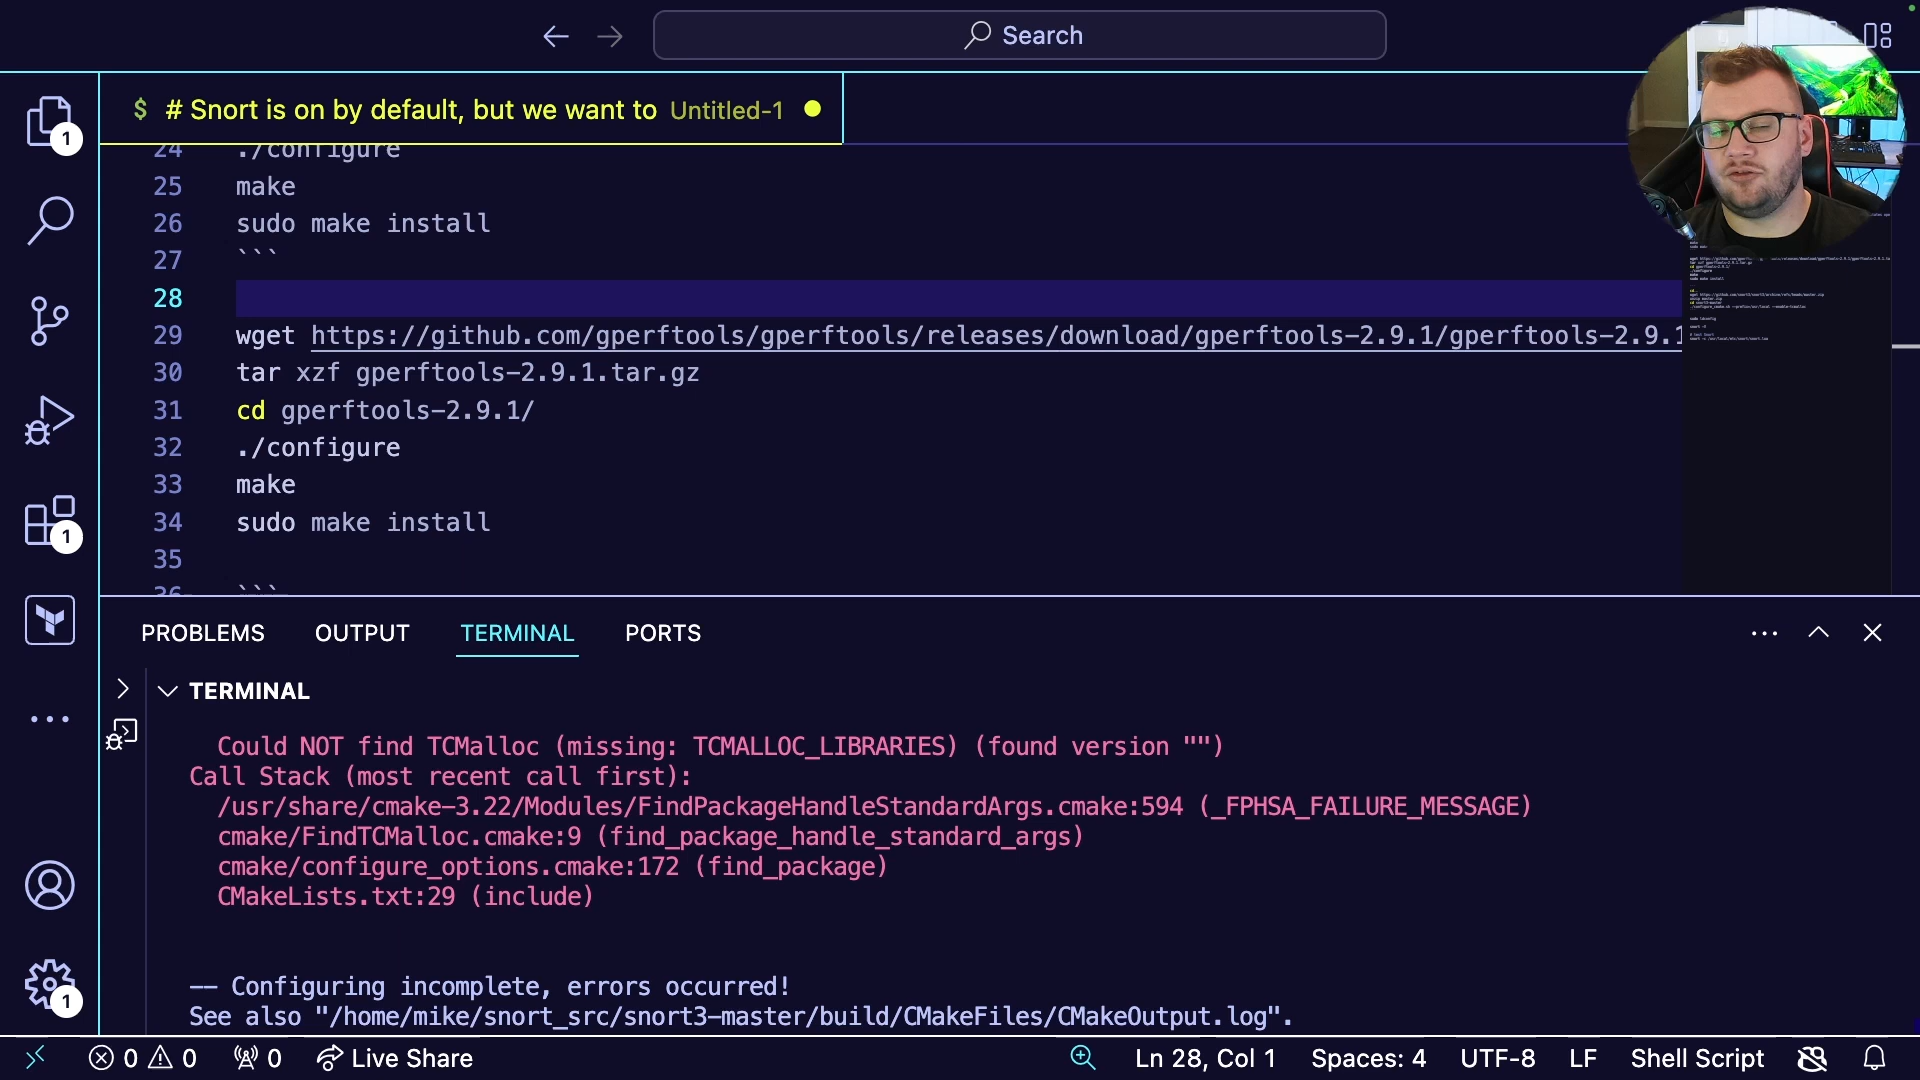 Search
$ # Snort is on by default, but we want to Untitled-1
24 ./configure
25 make
26 sudo make install
27 ```
28
29 wget https://github.com/gperftools/gperftools/releases/download/gperftools-2.9.1/gperftools-2.9.1
30 tar xzf gperftools-2.9.1.tar.gz
31 cd gperftools-2.9.1/
32 ./configure
33 make
34 sudo make install
35
36 ```
1
1
1
PROBLEMS OUTPUT TERMINAL PORTS
TERMINAL
Could NOT find TCMalloc (missing: TCMALLOC_LIBRARIES) (found version "")
Call Stack (most recent call first):
/usr/share/cmake-3.22/Modules/FindPackageHandleStandardArgs.cmake:594 (_FPHSA_FAILURE_MESSAGE)
cmake/FindTCMalloc.cmake:9 (find_package_handle_standard_args)
cmake/configure_options.cmake:172 (find_package)
CMakeLists.txt:29 (include)
-- Configuring incomplete, errors occurred!
See also "/home/mike/snort_src/snort3-master/build/CMakeFiles/CMakeOutput.log".
0 0 0 Live Share Ln 28, Col 1 Spaces: 4 UTF-8 LF Shell Script